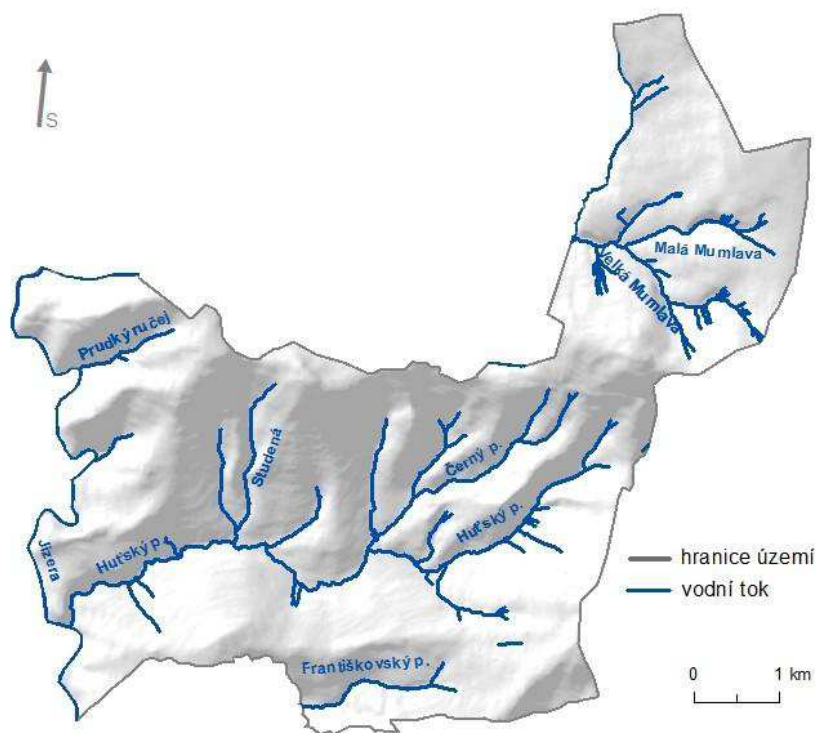 S
Malá Mumlava
Velká Mumlava
Prudký ručej
Studená
Černý p.
Huťský p.
Jizera
Huťský p.
hranice území
vodní tok
Františkovský p.
0 1 km